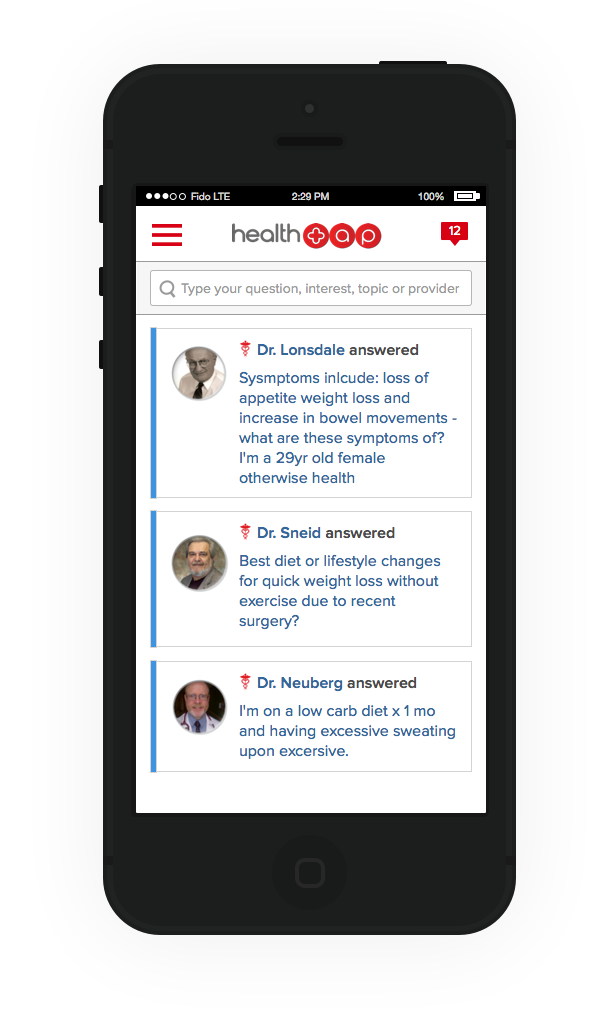 Fido LTE 2:29 PM 100%
health tap 12
Type your question, interest, topic or provider
Dr. Lonsdale answered
Sysmptoms inlcude: loss of
appetite weight loss and
increase in bowel movements -
what are these symptoms of?
I'm a 29yr old female
otherwise health
Dr. Sneid answered
Best diet or lifestyle changes
for quick weight loss without
exercise due to recent
surgery?
Dr. Neuberg answered
I'm on a low carb diet x 1 mo
and having excessive sweating
upon excersive.